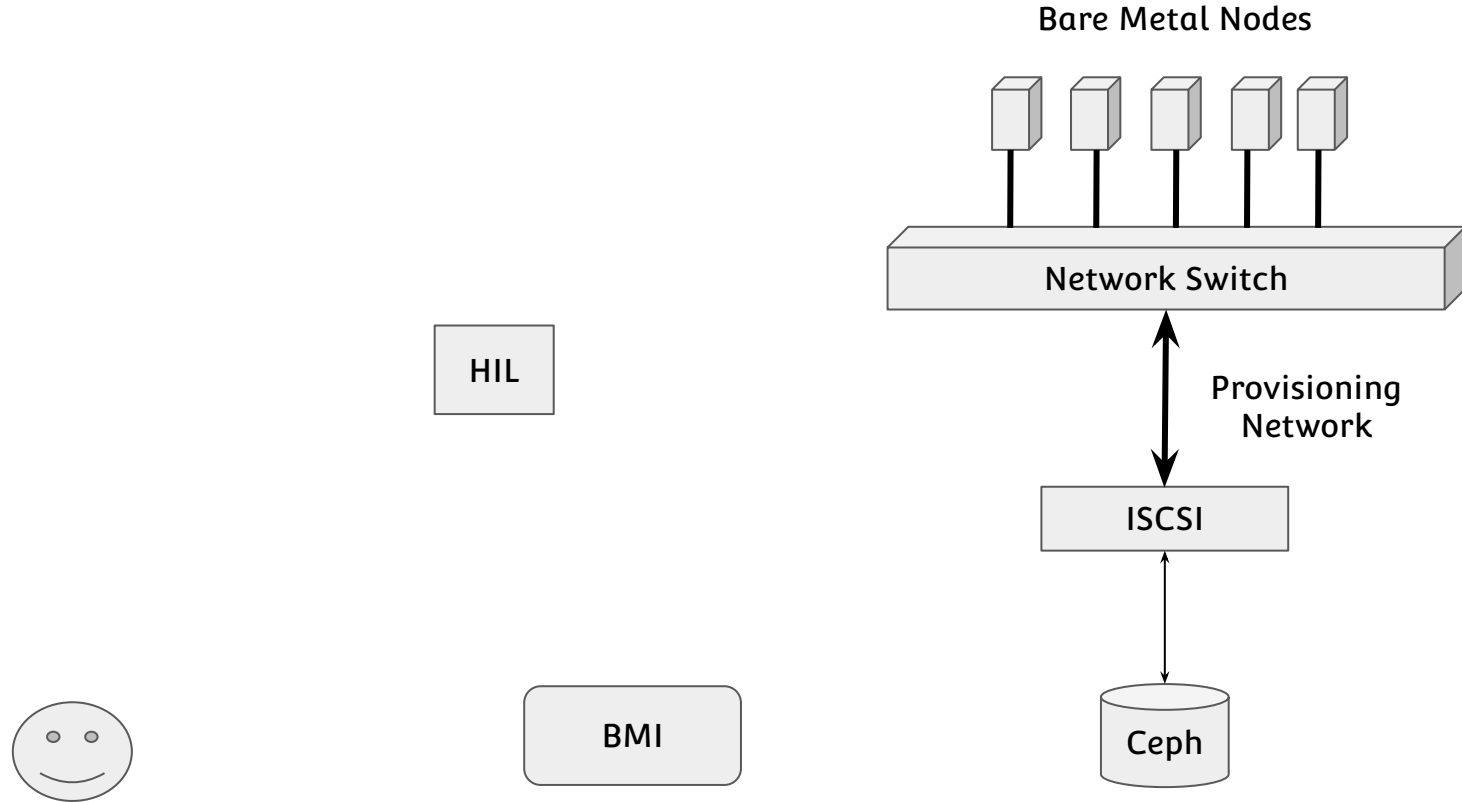 Bare Metal Nodes
Network Switch
HIL
Provisioning
Network
ISCSI
BMI
Ceph